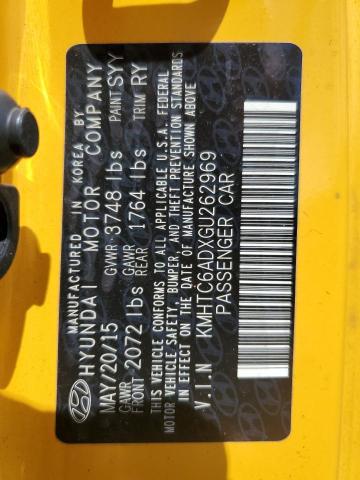 MANUFACTURED IN KOREA BY
HYUNDAI MOTOR COMPANY
MAY/20/15 GVWR 3748 lbs PAINT SYY
GAWR FRONT 2072 lbs GAWR REAR 1764 lbs TRIM RY
THIS VEHICLE CONFORMS TO ALL APPLICABLE U.S.A. FEDERAL
MOTOR VEHICLE SAFETY, BUMPER, AND THEFT PREVENTION STANDARDS
IN EFFECT ON THE DATE OF MANUFACTURE SHOWN ABOVE
V.I.N KMHTC6ADXGU262969
PASSENGER CAR